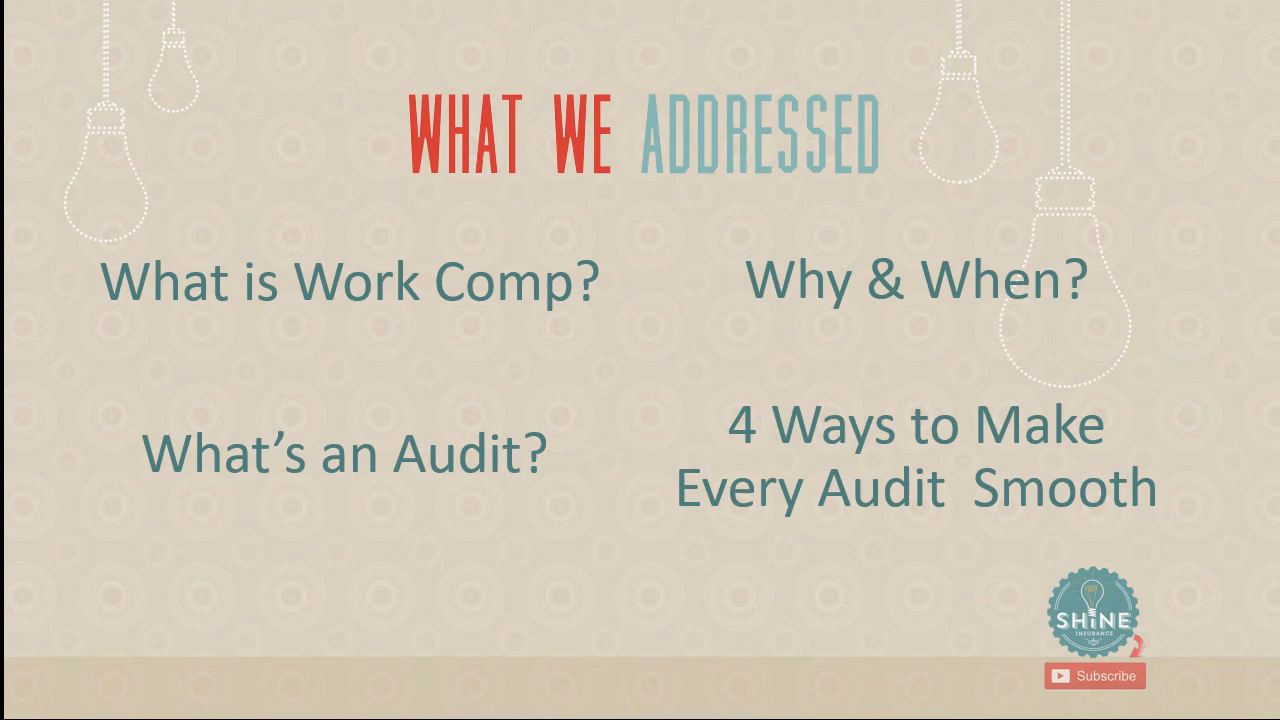 WHAT WE ADDRESSED
What is Work Comp?
Why & When?
What's an Audit?
4 Ways to Make
Every Audit  Smooth
SHiNE
INSURANCE
Subscribe